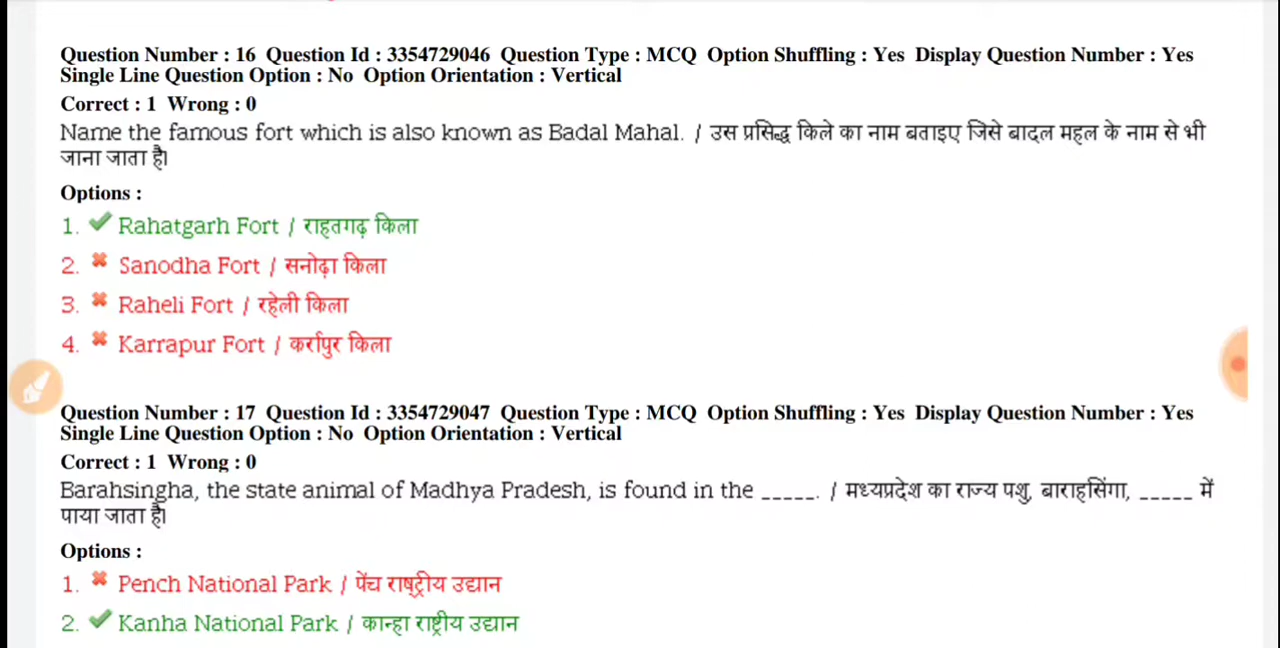 Question Number : 16 Question Id : 3354729046 Question Type : MCQ Option Shuffling : Yes Display Question Number : Yes
Single Line Question Option : No Option Orientation : Vertical
Correct : 1 Wrong : 0
Name the famous fort which is also known as Badal Mahal. / उस प्रसिद्ध किले का नाम बताइए जिसे बादल महल के नाम से भी
जाना जाता है।
Options :
1. Rahatgarh Fort / राहतगढ़ किला
2. Sanodha Fort / सनोढ़ा किला
3. Raheli Fort / रहेली किला
4. Karrapur Fort / कर्रापुर किला
Question Number : 17 Question Id : 3354729047 Question Type : MCQ Option Shuffling : Yes Display Question Number : Yes
Single Line Question Option : No Option Orientation : Vertical
Correct : 1 Wrong : 0
Barahsingha, the state animal of Madhya Pradesh, is found in the _____. / मध्यप्रदेश का राज्य पशु, बाराहसिंगा, _____ में
पाया जाता है।
Options :
1. Pench National Park / पेंच राष्ट्रीय उद्यान
2. Kanha National Park / कान्हा राष्ट्रीय उद्यान